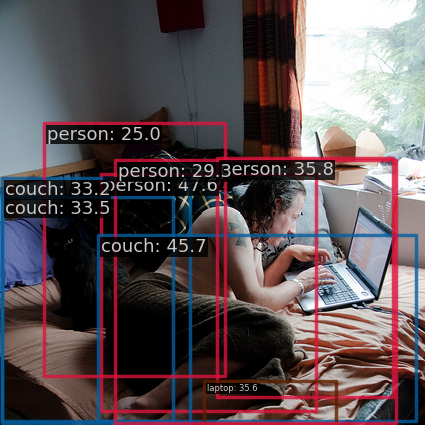 person: 25.0
person: 29.3
person: 35.8
person: 47.6
couch: 33.2
couch: 33.5
couch: 45.7
laptop: 35.6